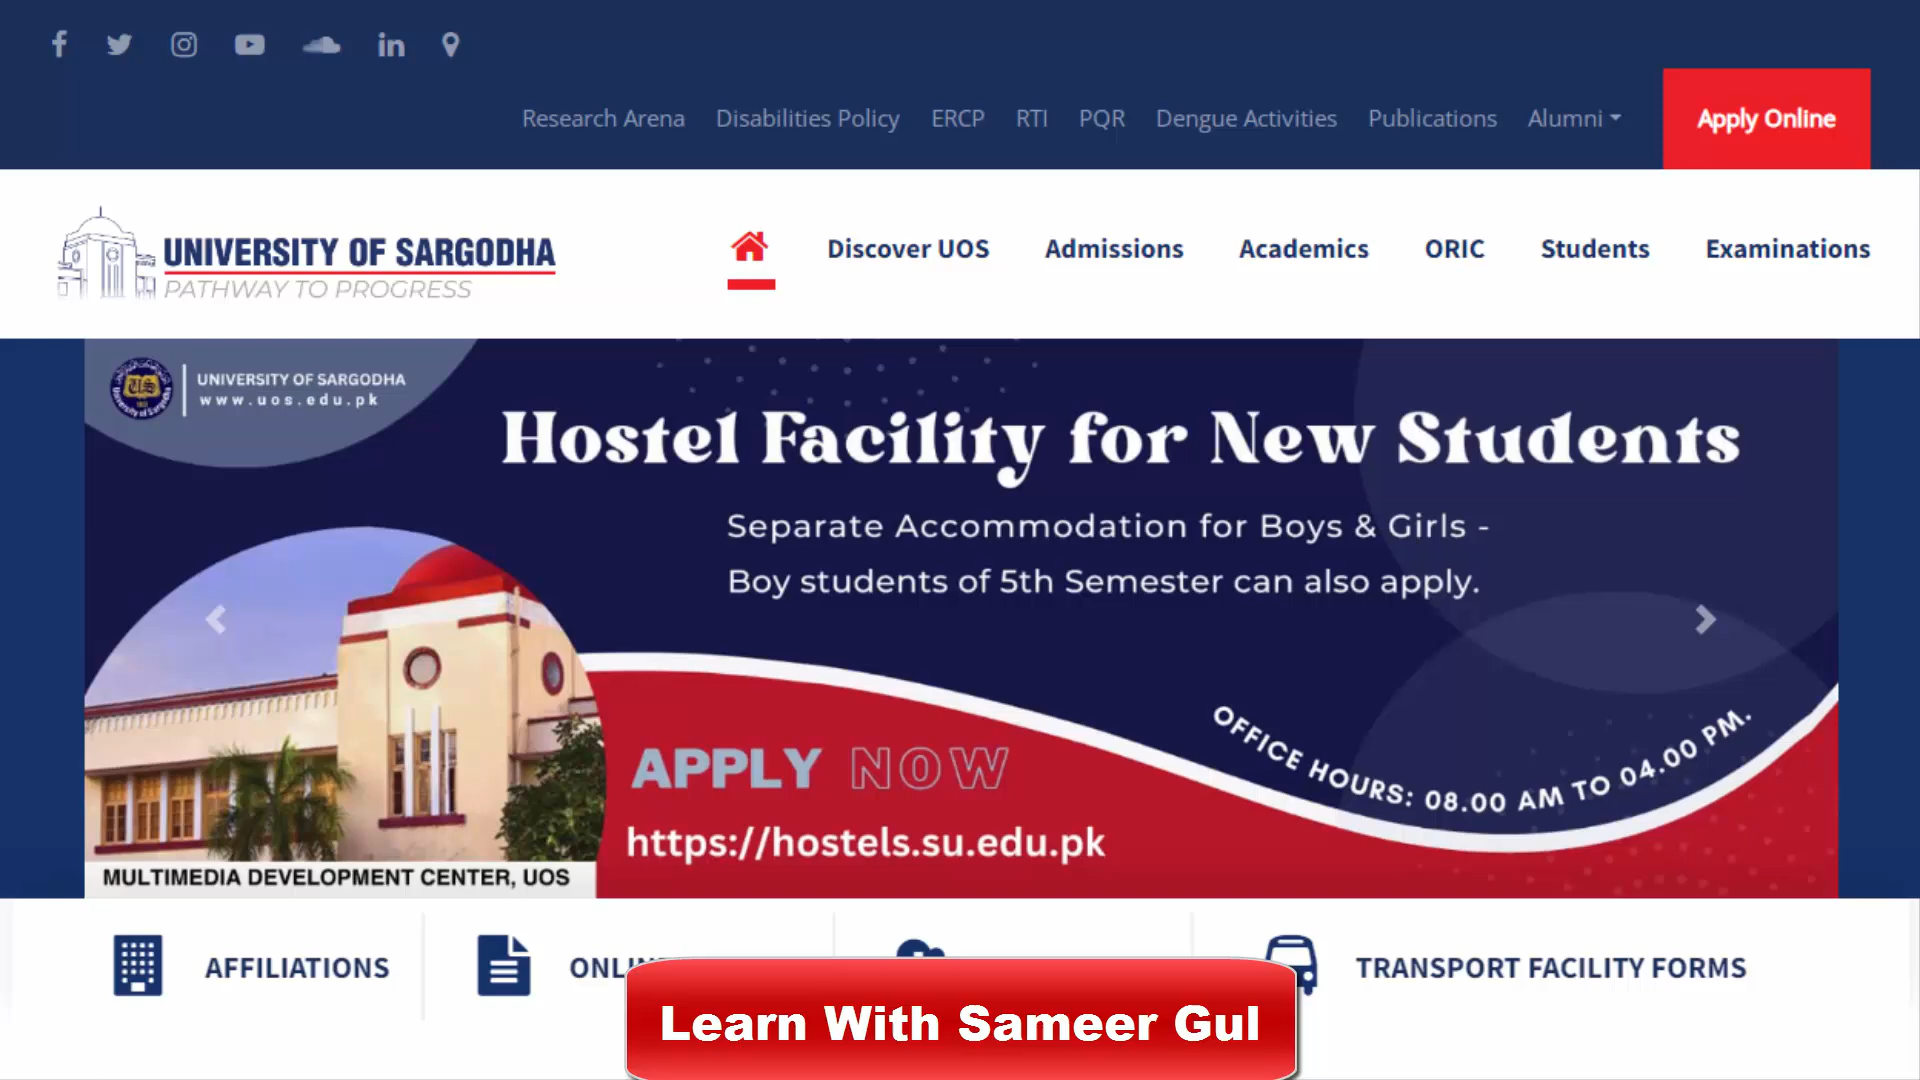 Research Arena
Disabilities Policy
ERCP
RTI
PQR
Dengue Activities
Publications
Alumni
Apply Online
UNIVERSITY OF SARGODHA
PATHWAY TO PROGRESS
Discover UOS
Admissions
Academics
ORIC
Students
Examinations
UNIVERSITY OF SARGODHA
www.uos.edu.pk
Hostel Facility for New Students
Separate Accommodation for Boys & Girls -
Boy students of 5th Semester can also apply.
OFFICE HOURS: 08.00 AM TO 04.00 PM.
APPLY NOW
https://hostels.su.edu.pk
MULTIMEDIA DEVELOPMENT CENTER, UOS
AFFILIATIONS
TRANSPORT FACILITY FORMS
Learn With Sameer Gul